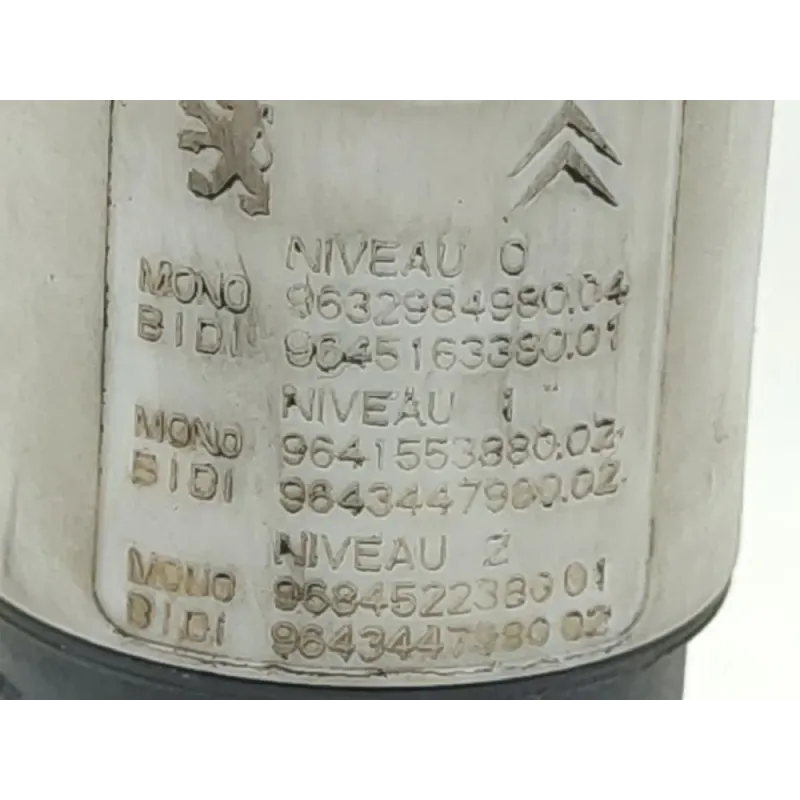 NIVEAU 0
MONO 9632984980.04
BIDI 9645163380.01
NIVEAU 1
MONO 9641553880.02
BIDI 9643447980.02
NIVEAU 2
MONO 9684522380 01
BIDI 9643447980 02